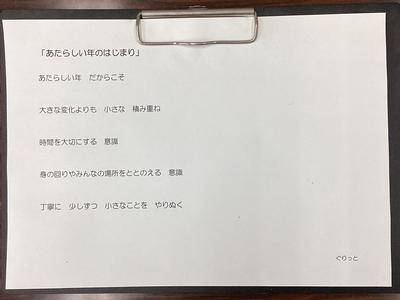 「あたらしい年のはじまり」
あたらしい年　だからこそ
大きな変化よりも　小さな　積み重ね
時間を大切にする　意識
身の回りやみんなの場所をととのえる　意識
丁寧に　少しずつ　小さなことを　やりぬく
ぐりっと